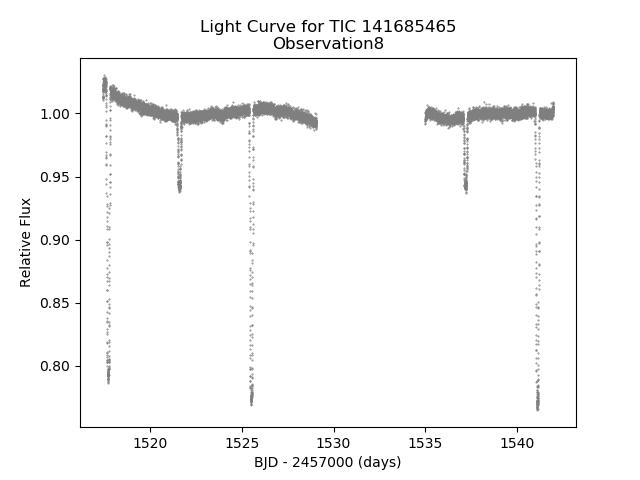 Light Curve for TIC 141685465
Observation8
1.00
0.95
0.90
0.85
0.80
Relative Flux
1520
1525
1530
1535
1540
BJD - 2457000 (days)